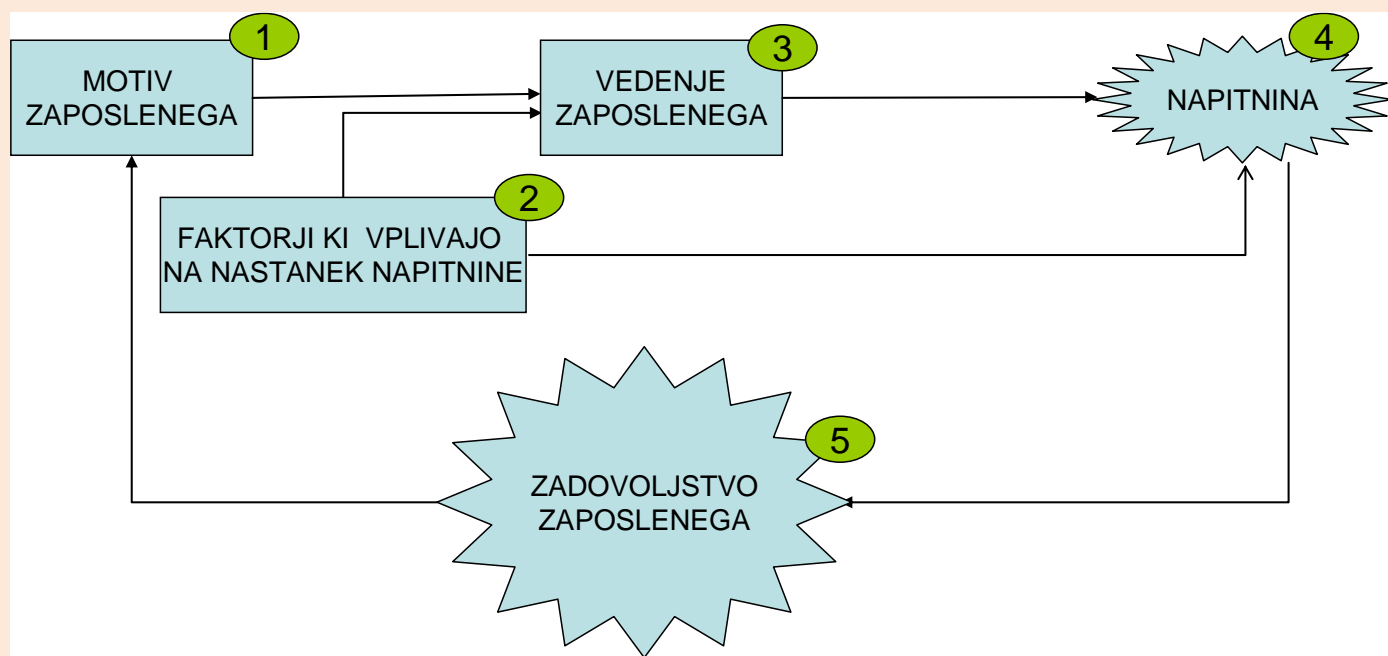 1
MOTIV
ZAPOSLENEGA
3
VEDENJE
ZAPOSLENEGA
4
NAPITNINA
2
FAKTORJI KI  VPLIVAJO
NA NASTANEK NAPITNINE
5
ZADOVOLJSTVO
ZAPOSLENEGA